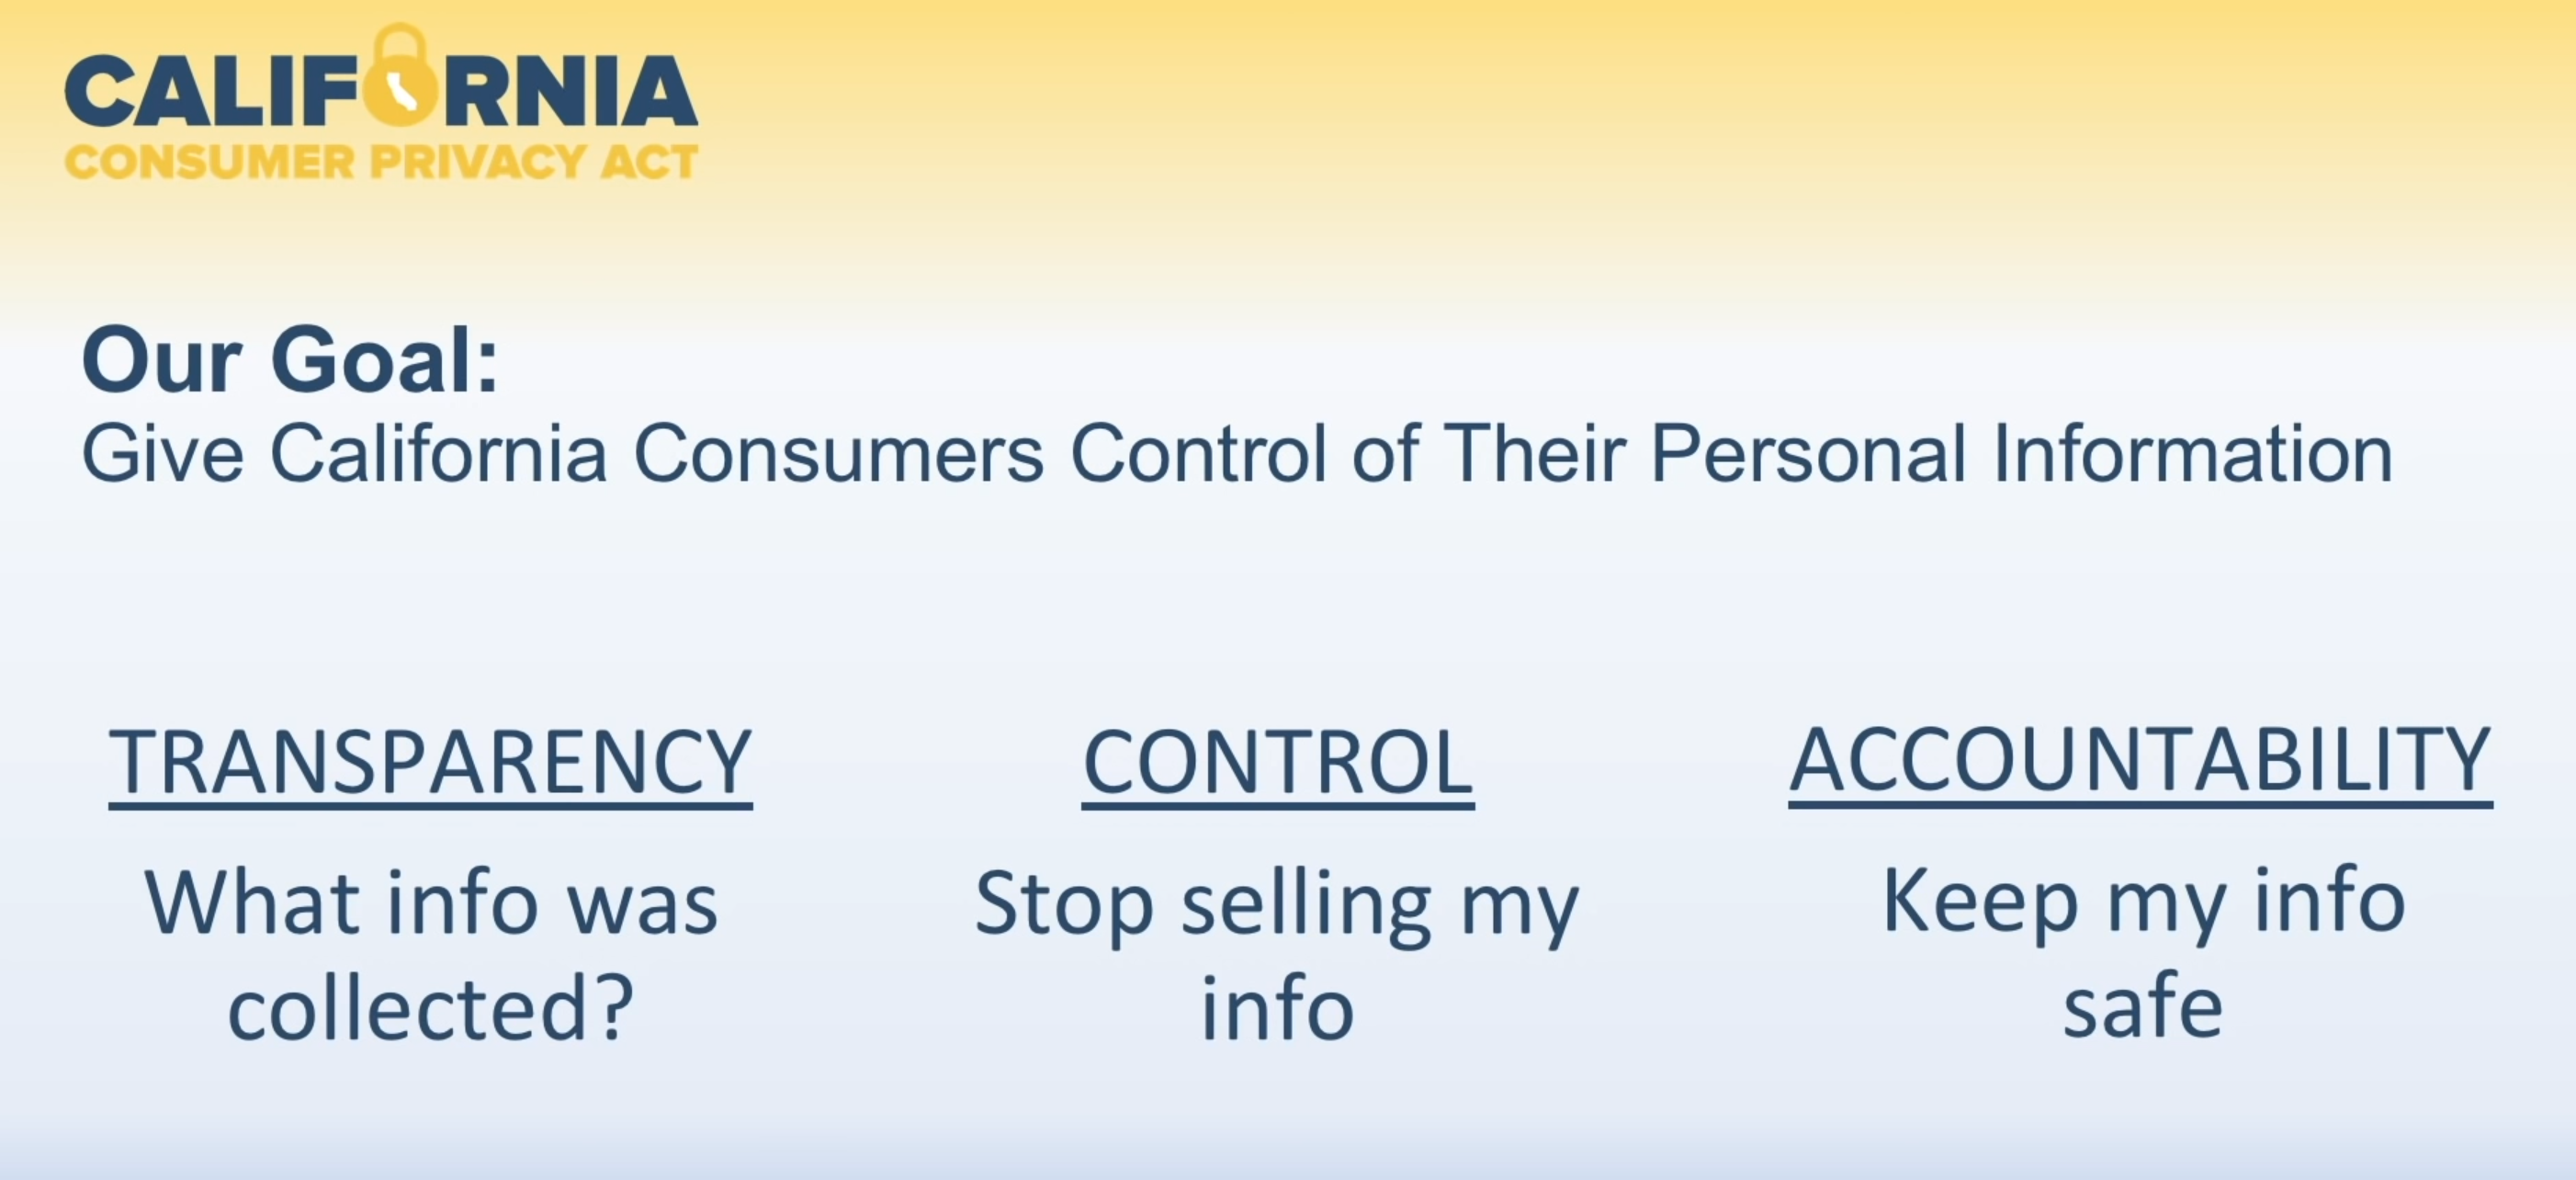 CALIFORNIA
CONSUMER PRIVACY ACT
Our Goal:
Give California Consumers Control of Their Personal Information
TRANSPARENCY
What info was
collected?
CONTROL
Stop selling my
info
ACCOUNTABILITY
Keep my info
safe